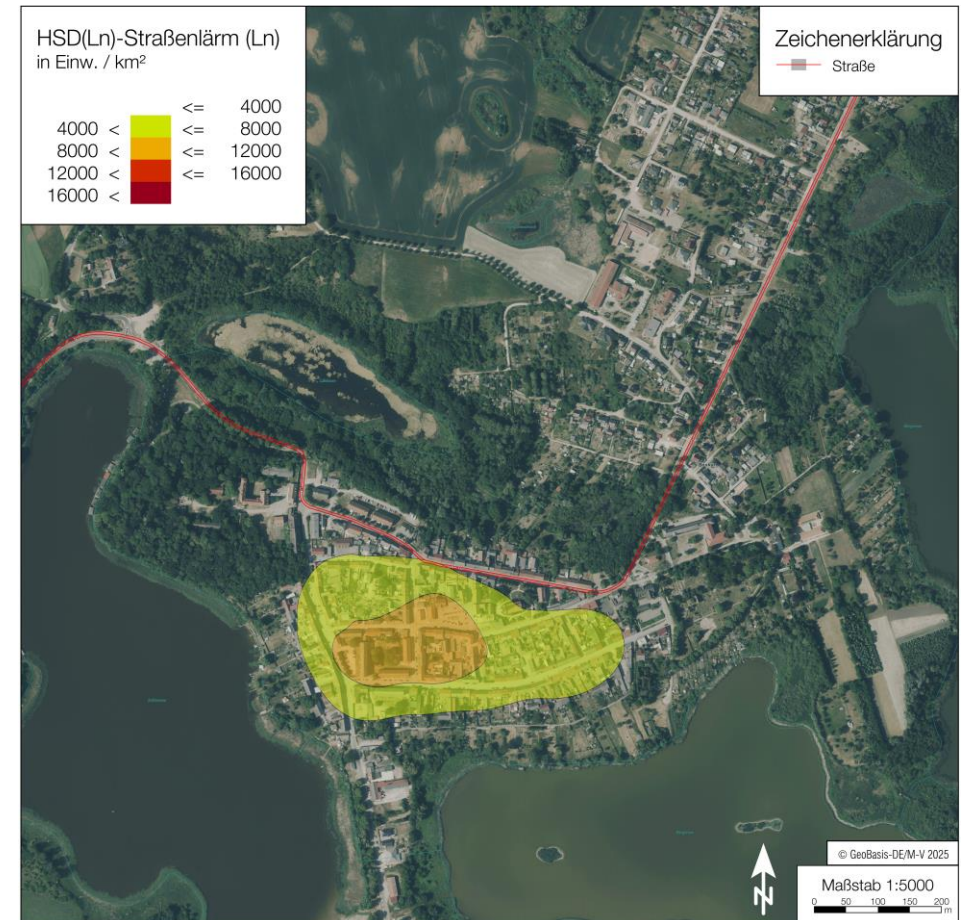 HSD(Ln)-Straßenlärm (Ln)
in Einw. / km²
<= 4000
4000 < <= 8000
8000 < <= 12000
12000 < <= 16000
16000 <
Zeichenerklärung
Straße
© GeoBasis-DE/M-V 2025
Maßstab 1:5000
0 50 100 150 200
m
N